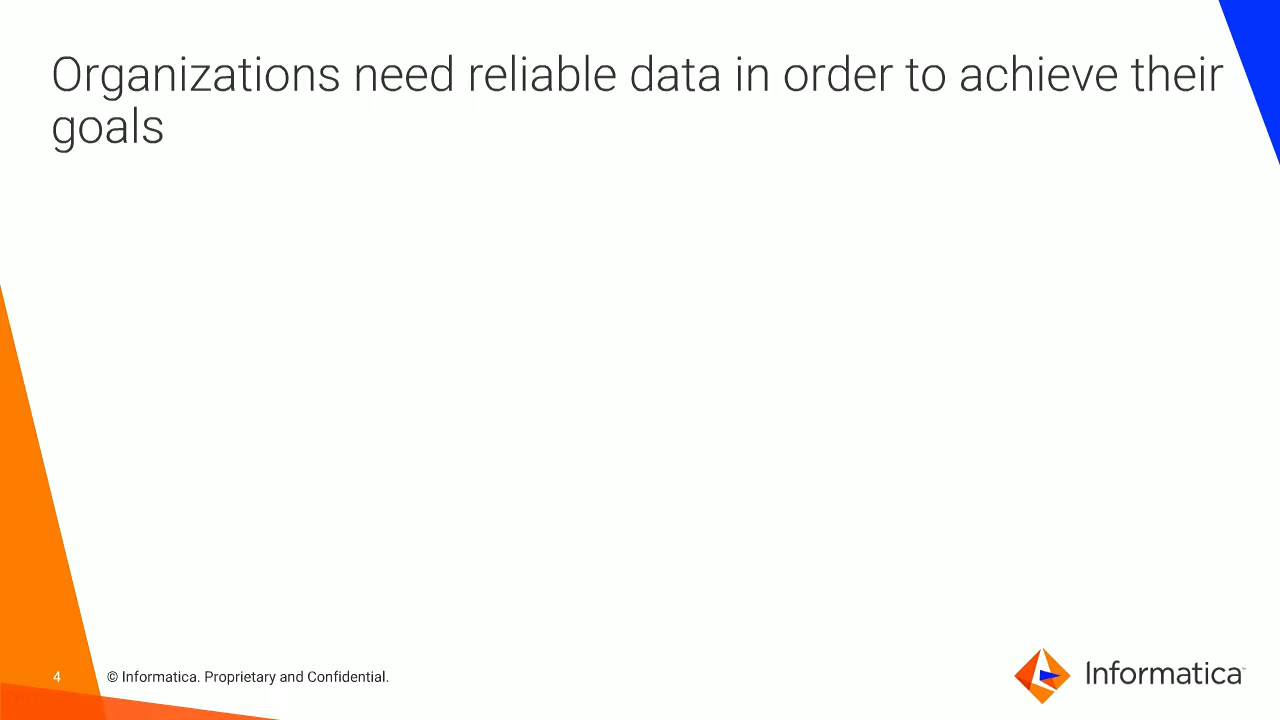 Organizations need reliable data in order to achieve their
goals
4
© Informatica. Proprietary and Confidential.
Informatica